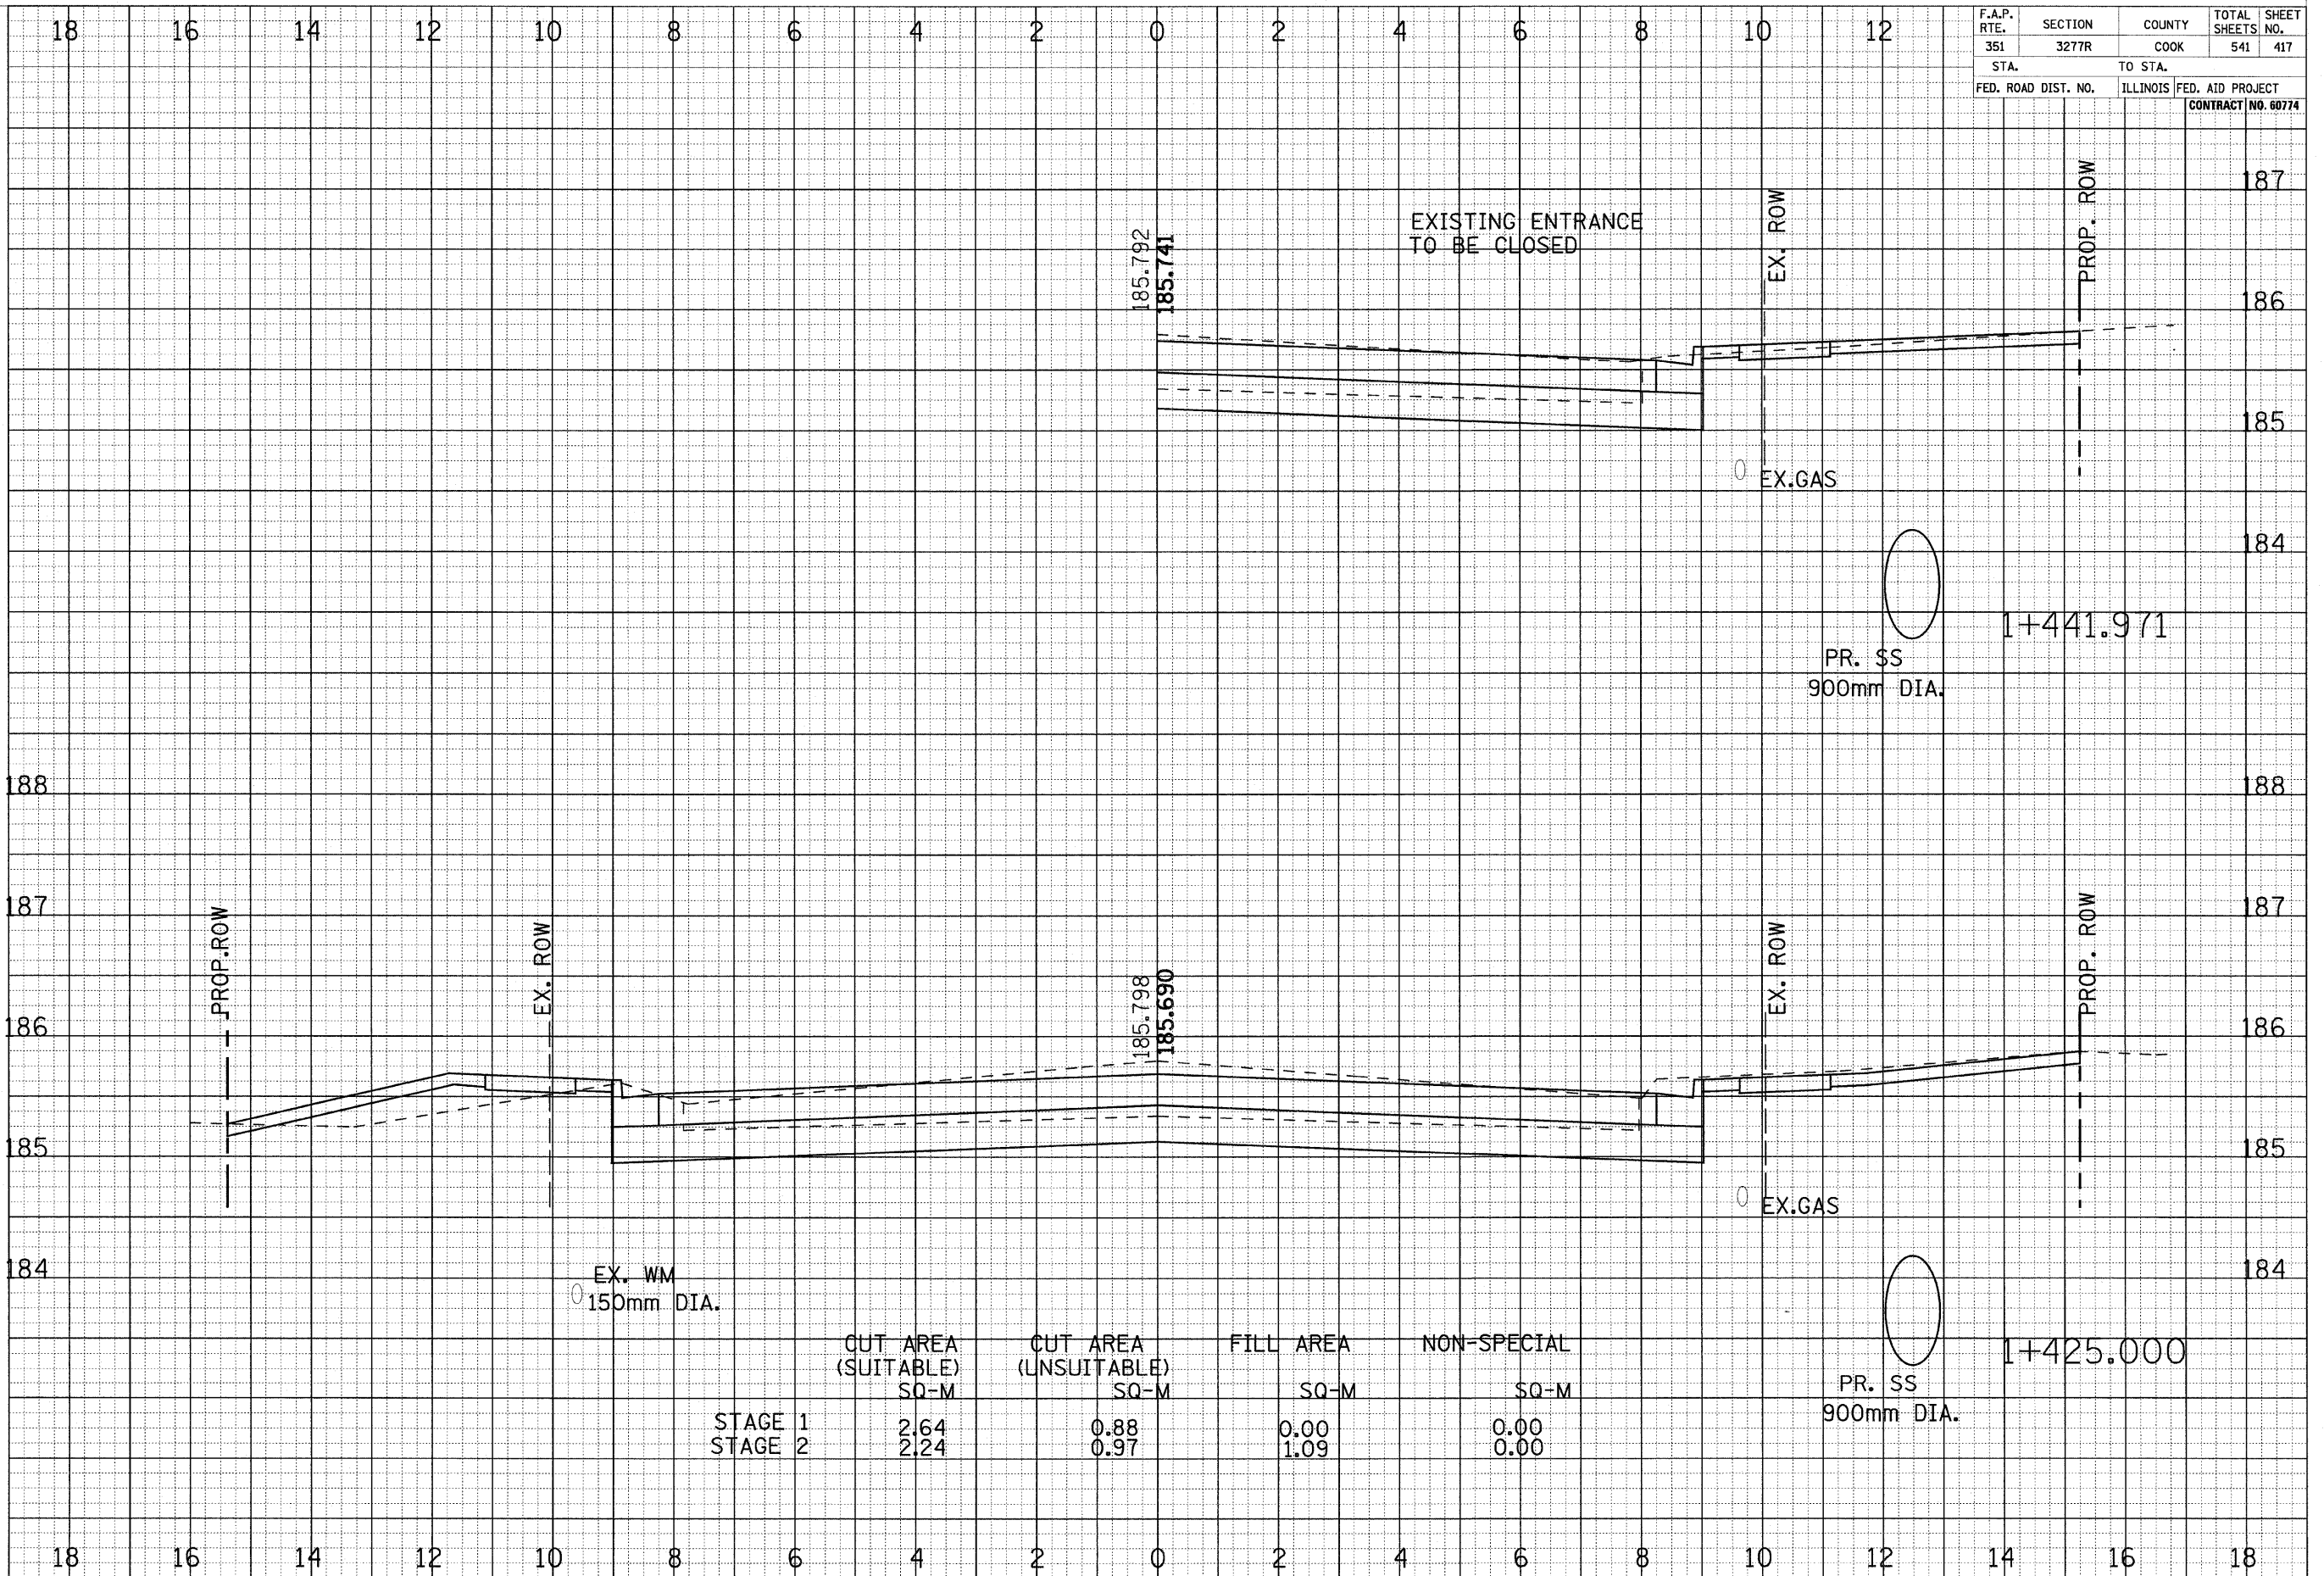 18 16 14 12 10 8 6 4 2 0 2 4 6 8 10 12
F.A.P. RTE. SECTION COUNTY TOTAL SHEETS SHEET NO.
351 3277R COOK 541 417
STA. TO STA.
FED. ROAD DIST. NO. ILLINOIS FED. AID PROJECT
CONTRACT NO. 60774
187
EX. ROW
PROP. ROW
EXISTING ENTRANCE
TO BE CLOSED
185.792
185.741
186
185
EX.GAS
184
1+441.971
PR. SS
900mm DIA.
188 188
187 187
PROP.ROW
EX. ROW
185.798
185.690
EX. ROW
PROP. ROW
186 186
185 185
EX.GAS
184 184
EX. WM
150mm DIA.
1+425.000
PR. SS
900mm DIA.
CUT AREA CUT AREA FILL AREA NON-SPECIAL
(SUITABLE) (UNSUITABLE)
SQ-M SQ-M SQ-M SQ-M
STAGE 1 2.64 0.88 0.00 0.00
STAGE 2 2.24 0.97 1.09 0.00
18 16 14 12 10 8 6 4 2 0 2 4 6 8 10 12 14 16 18